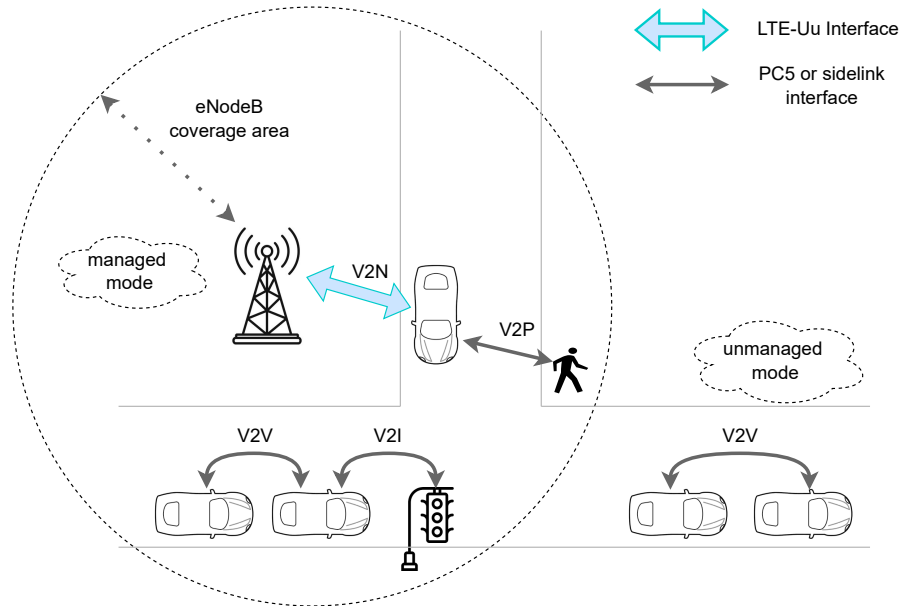 LTE-Uu Interface
PC5 or sidelink
interface
eNodeB
coverage area
managed
mode
V2N
V2P
unmanaged
mode
V2V
V2I
V2V